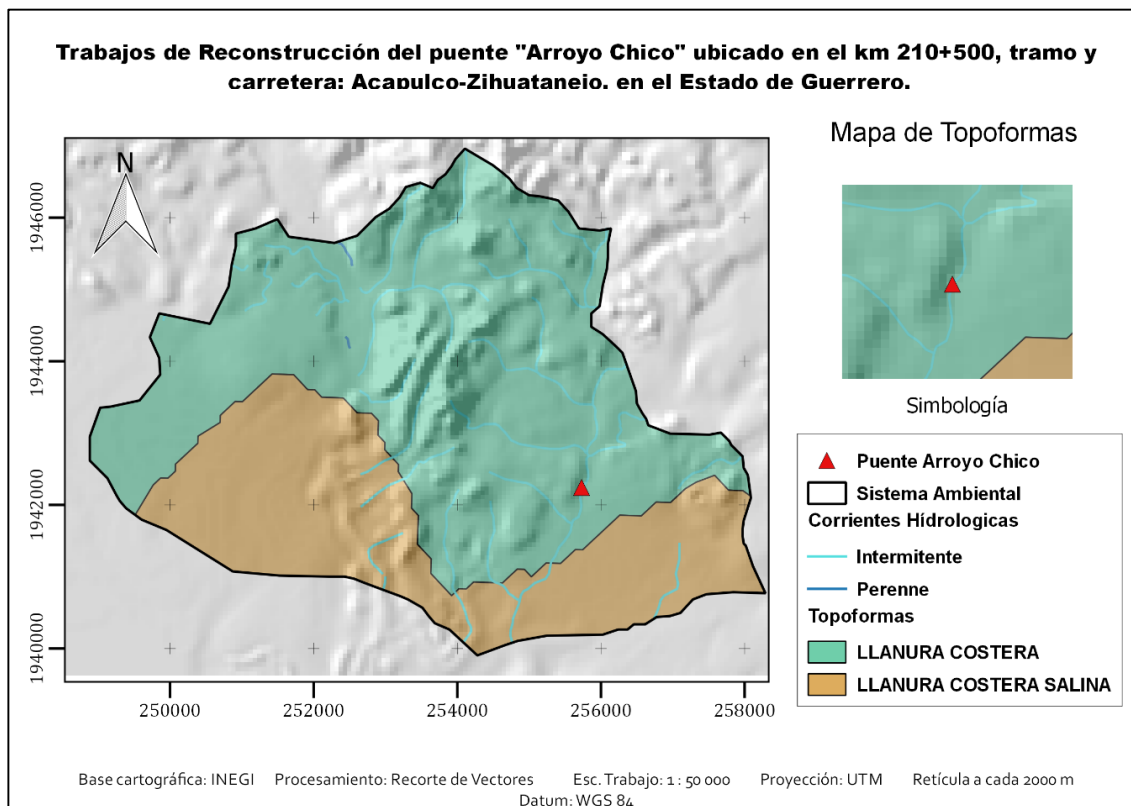 Trabajos de Reconstrucción del puente "Arroyo Chico" ubicado en el km 210+500, tramo y
carretera: Acapulco-Zihuatanejo, en el Estado de Guerrero.
Mapa de Topoformas
N
1946000
1944000
1942000
1940000
250000
252000
254000
256000
258000
Simbología
Puente Arroyo Chico
Sistema Ambiental
Corrientes Hídrologicas
Intermitente
Perenne
Topoformas
LLANURA COSTERA
LLANURA COSTERA SALINA
Base cartográfica: INEGI Procesamiento: Recorte de Vectores Esc. Trabajo: 1 : 50 000 Proyección: UTM Retícula a cada 2000 m
Datum: WGS 84